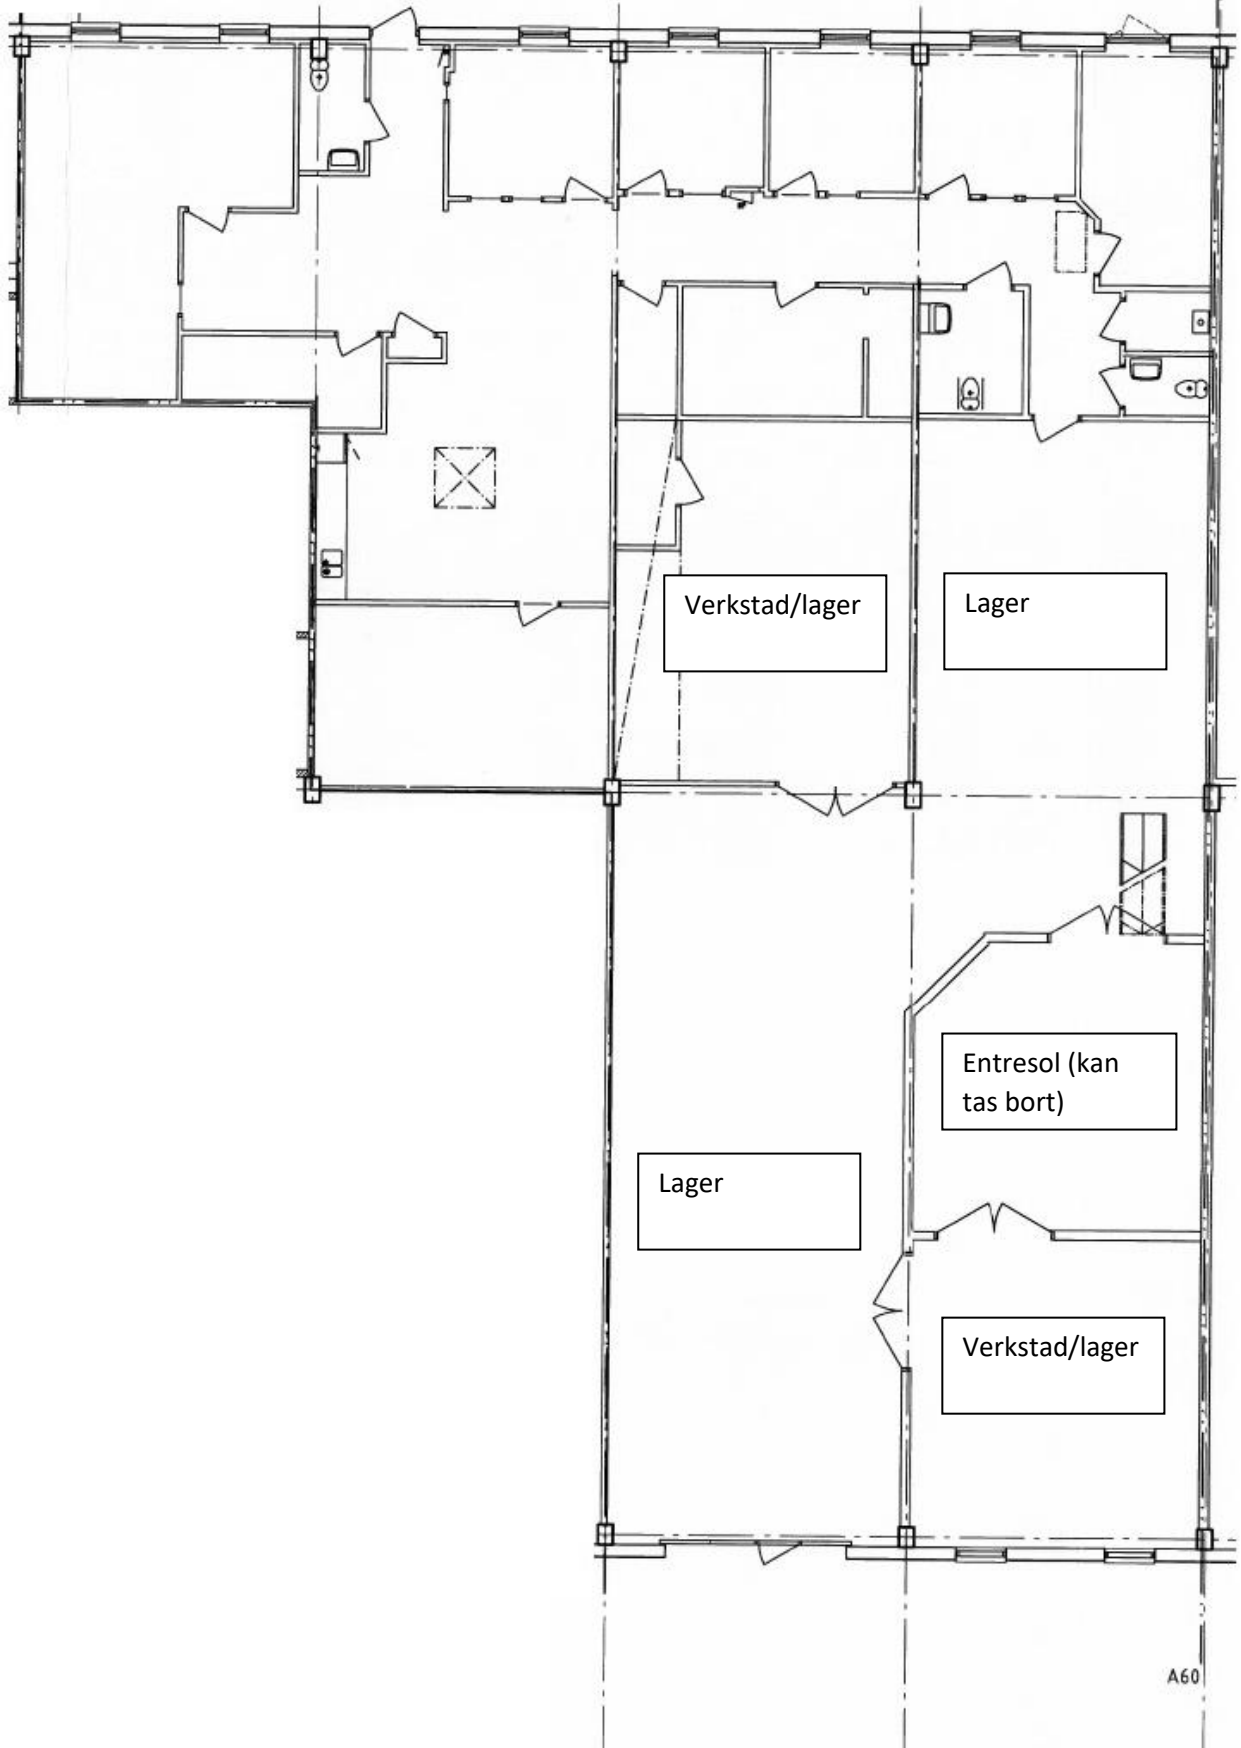 Verkstad/lager
Lager
Entresol (kan
tas bort)
Lager
Verkstad/lager
A60